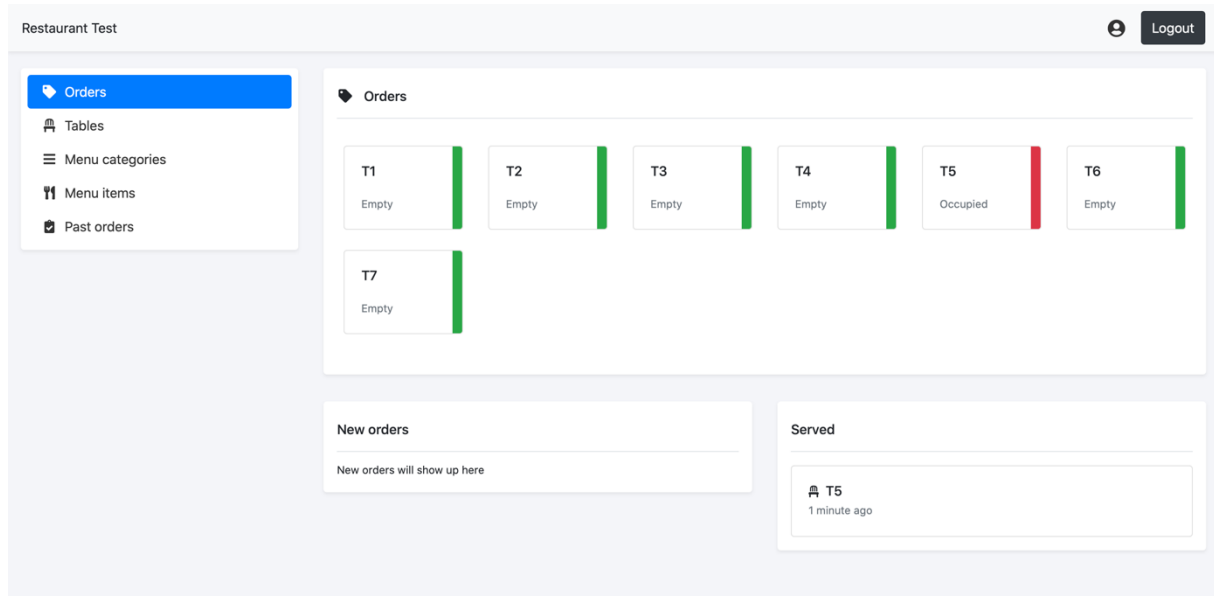 Restaurant Test
Logout
Orders
Tables
Menu categories
Menu items
Past orders
Orders
T1
Empty
T2
Empty
T3
Empty
T4
Empty
T5
Occupied
T6
Empty
T7
Empty
New orders
New orders will show up here
Served
T5
1 minute ago